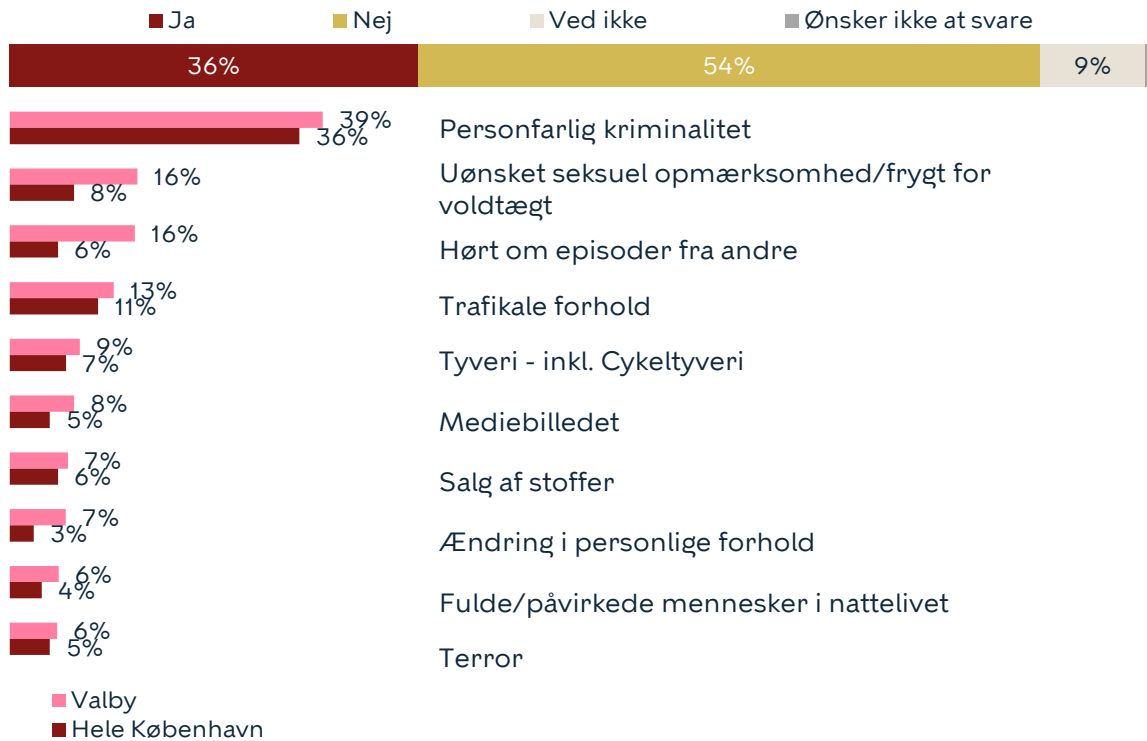 Ja Nej Ved ikke Ønsker ikke at svare
36% 54% 9%
39%
36%
Personfarlig kriminalitet
16%
8%
Uønsket seksuel opmærksomhed/frygt for
voldtægt
16%
6%
Hørt om episoder fra andre
13%
11%
Trafikale forhold
9%
7%
Tyveri - inkl. Cykeltyveri
8%
5%
Mediebilledet
7%
6%
Salg af stoffer
7%
3%
Ændring i personlige forhold
6%
4%
Fulde/påvirkede mennesker i nattelivet
6%
5%
Terror
Valby
Hele København